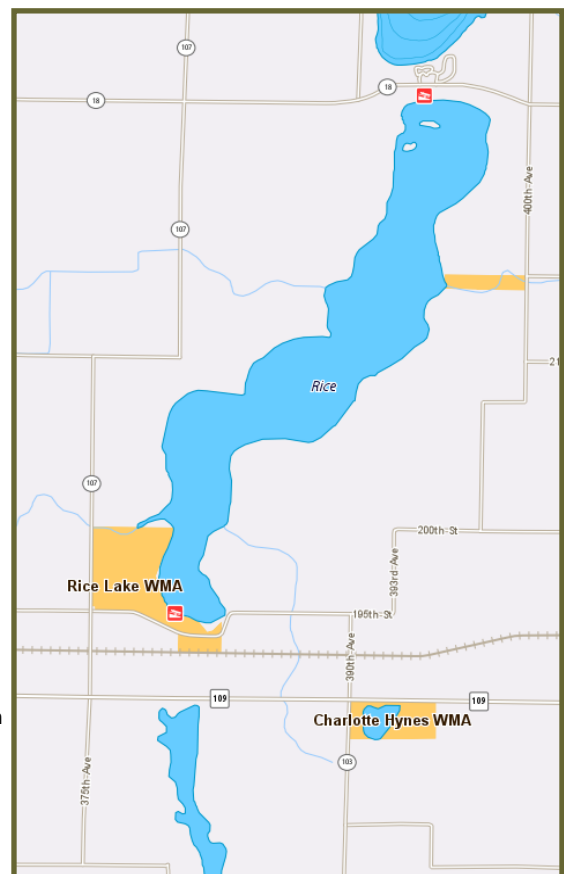 107
18
18
107
400th Ave
21
Rice
107
200th St
393rd Ave
Rice Lake WMA
195th St
390th Ave
109
109
Charlotte Hynes WMA
375th Ave
103